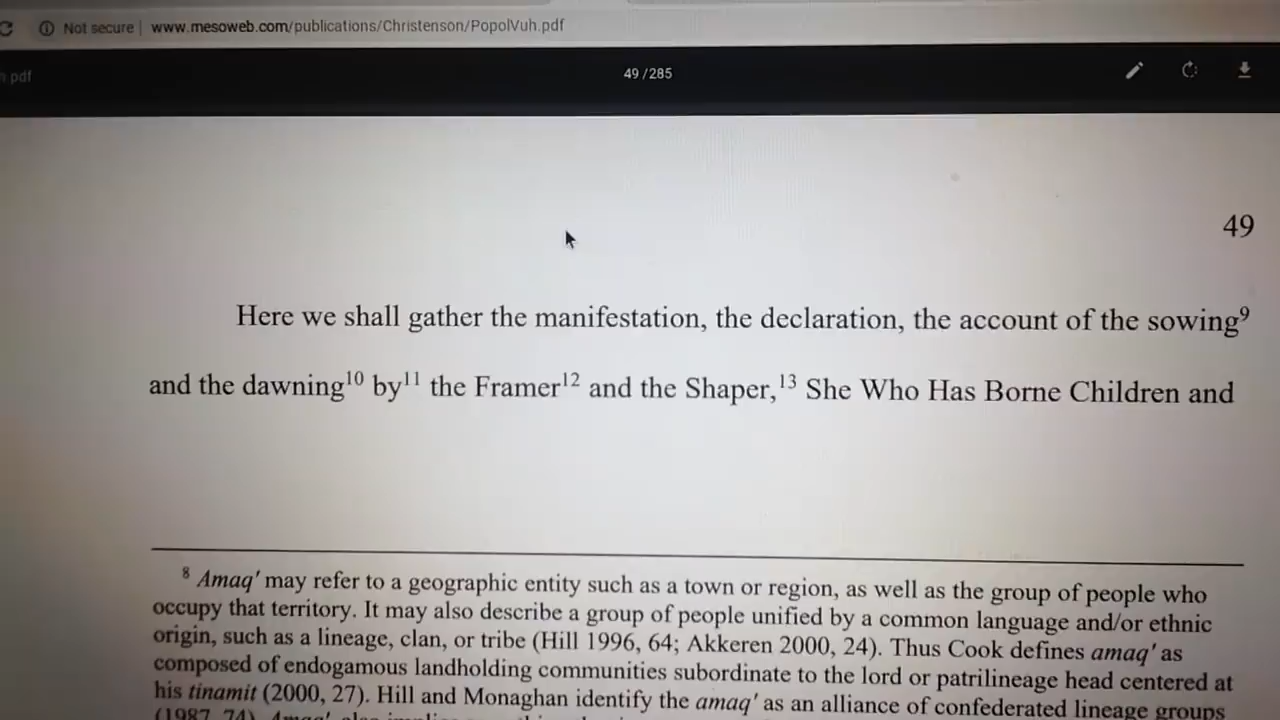 Not secure | www.mesoweb.com/publications/Christenson/PopolVuh.pdf
.pdf 49/285
49
Here we shall gather the manifestation, the declaration, the account of the sowing⁹
and the dawning¹⁰ by¹¹ the Framer¹² and the Shaper,¹³ She Who Has Borne Children and
⁸ Amaq' may refer to a geographic entity such as a town or region, as well as the group of people who
occupy that territory. It may also describe a group of people unified by a common language and/or ethnic
origin, such as a lineage, clan, or tribe (Hill 1996, 64; Akkeren 2000, 24). Thus Cook defines amaq' as
composed of endogamous landholding communities subordinate to the lord or patrilineage head centered at
his tinamit (2000, 27). Hill and Monaghan identify the amaq' as an alliance of confederated lineage groups
(1987, 74). Amaq' also implies